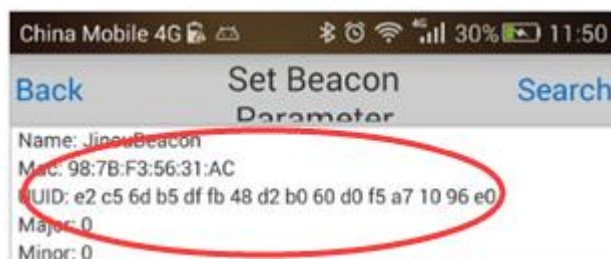 China Mobile 4G 4G 30% 11:50
Back Set Beacon Parameter Search
Name: JinouBeacon
Mac: 98:7B:F3:56:31:AC
UUID: e2 c5 6d b5 df fb 48 d2 b0 60 d0 f5 a7 10 96 e0
Major: 0
Minor: 0